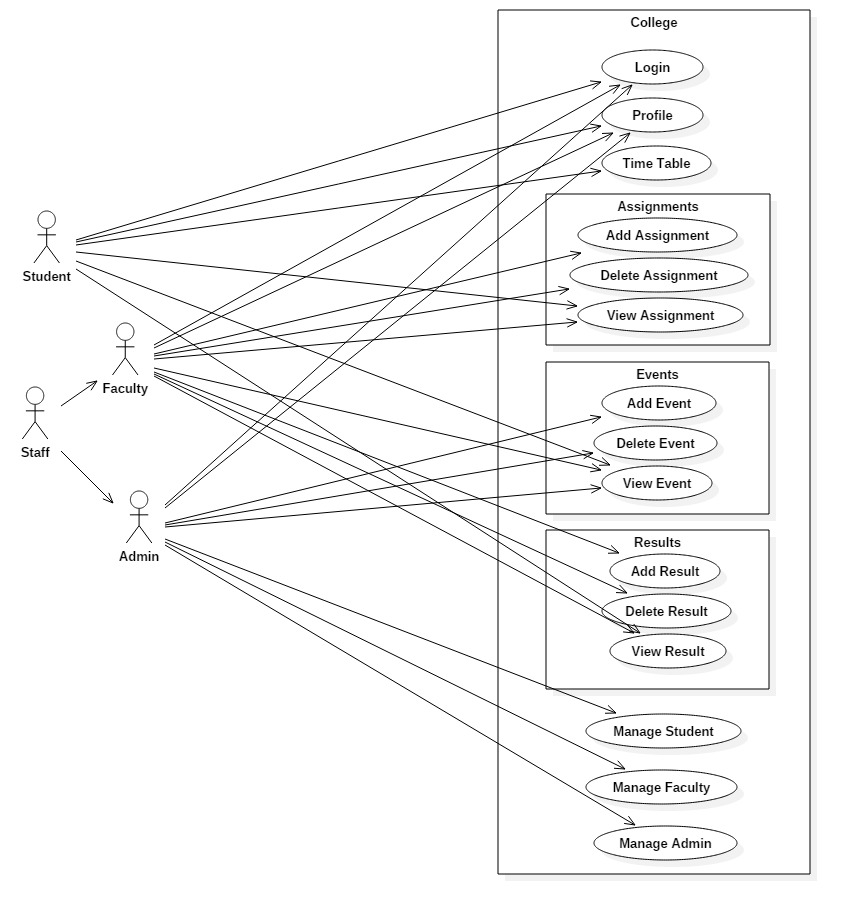 College
Login
Profile
Time Table
Assignments
Add Assignment
Delete Assignment
View Assignment
Student
Faculty
Staff
Admin
Events
Add Event
Delete Event
View Event
Results
Add Result
Delete Result
View Result
Manage Student
Manage Faculty
Manage Admin